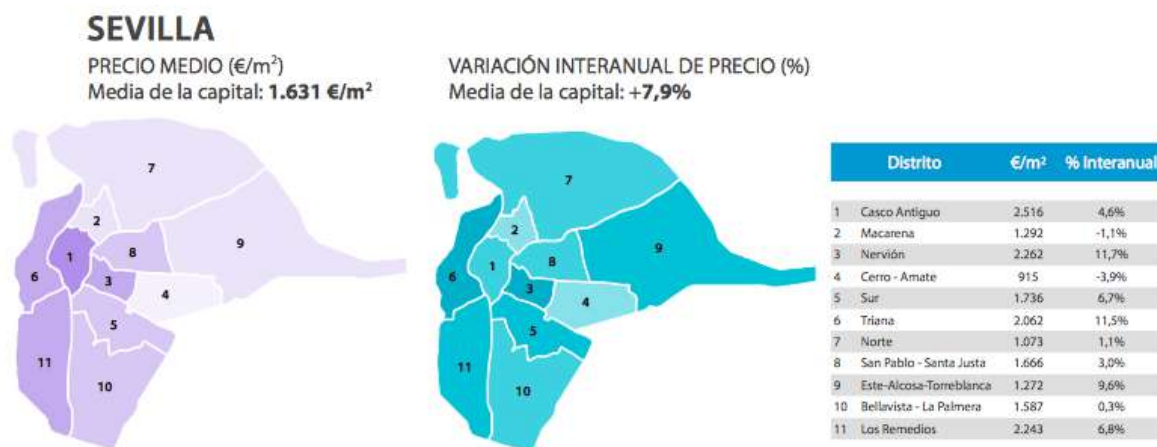 SEVILLA
PRECIO MEDIO (€/m²)
Media de la capital: 1.631 €/m²
VARIACIÓN INTERANUAL DE PRECIO (%)
Media de la capital: +7,9%
7
2
9
8
1
6
3
4
5
11
10
7
2
9
8
1
6
3
4
5
11
10
Distrito €/m² % Interanual
1 Casco Antiguo 2.516 4,6%
2 Macarena 1.292 -1,1%
3 Nervión 2.262 11,7%
4 Cerro - Amate 915 -3,9%
5 Sur 1.736 6,7%
6 Triana 2.062 11,5%
7 Norte 1.073 1,1%
8 San Pablo - Santa Justa 1.666 3,0%
9 Este-Alcosa-Torreblanca 1.272 9,6%
10 Bellavista - La Palmera 1.587 0,3%
11 Los Remedios 2.243 6,8%